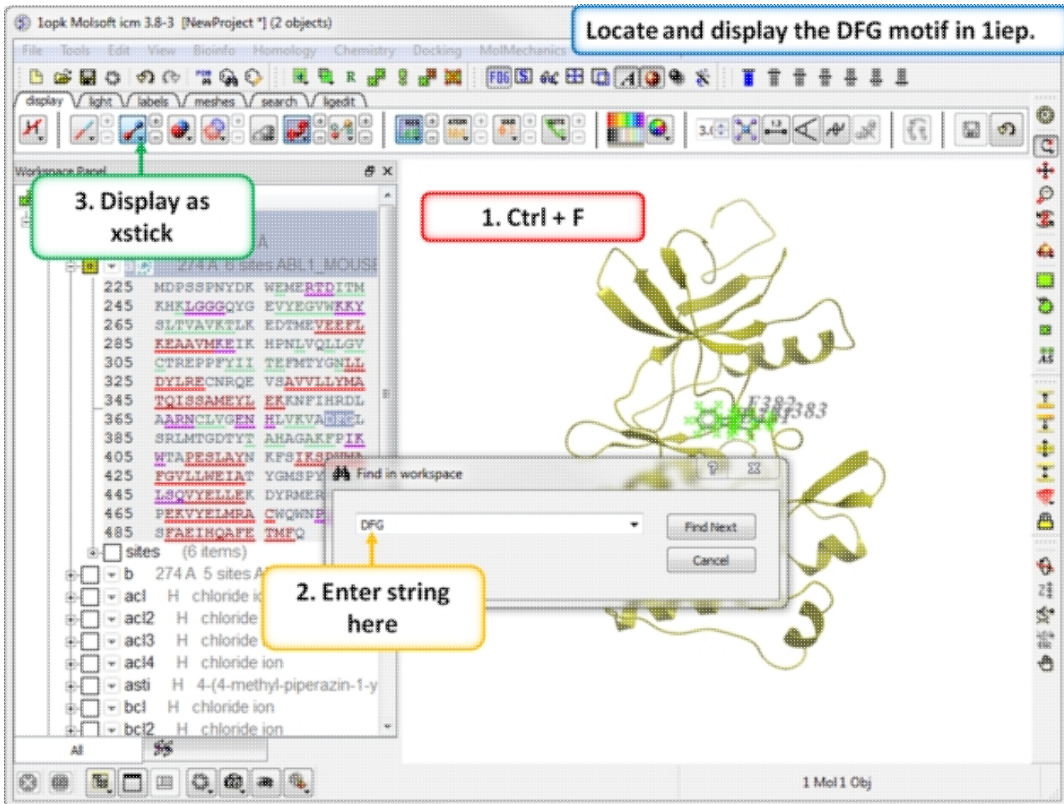 1opk Molsoft icm 3.8-3 [NewProject *] (2 objects)
Locate and display the DFG motif in 1iep.
File Tools Edit View Bioinfo Homology Chemistry Docking MolMechanics
display light labels meshes search ligedit
Workspace Panel
3. Display as
xstick
1. Ctrl + F
A
274 A 6 sites ABL1_MOUSE
225 MDPSSPNYDK WEMERTDITM
245 KHKLGGGQYG EVYEGVWKKY
265 SLTVAVKTLK EDTMEVEEFL
285 KEAAVMKEIK HPNLVQLLGV
305 CTREPPFYII TEFMTYGNLL
325 DYLRECNRQE VSAVVLLYMA
345 TQISSAMEYL EKKNFIHRDL
365 AARNCLVGEN HLVKVADFGL
385 SRLMTGDTYT AHAGAKFPIK
405 WTAPESLAYN KFSIKSDVWA
425 FGVLLWEIAT YGMSPY
445 LSQVYELLEK DYRMER
465 PEKVYELMRA CWQWNP
485 SFAEIHQAFE TMFQ
F382
383
Find in workspace
DFG
Find Next
Cancel
2. Enter string
here
sites (6 items)
b 274 A 5 sites A
acl H chloride
acl2 H chloride
acl3 H chloride
acl4 H chloride ion
asti H 4-(4-methyl-piperazin-1-y
bcl H chloride ion
bcl2 H chloride ion
All
1 Mol 1 Obj